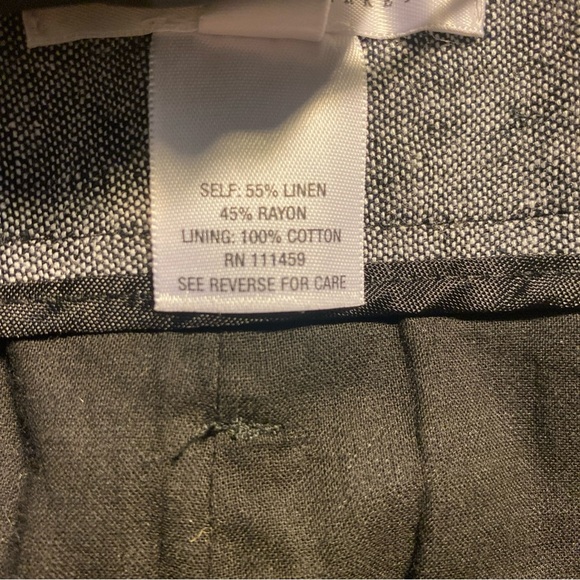 SELF: 55% LINEN
45% RAYON
LINING: 100% COTTON
RN 111459
SEE REVERSE FOR CARE